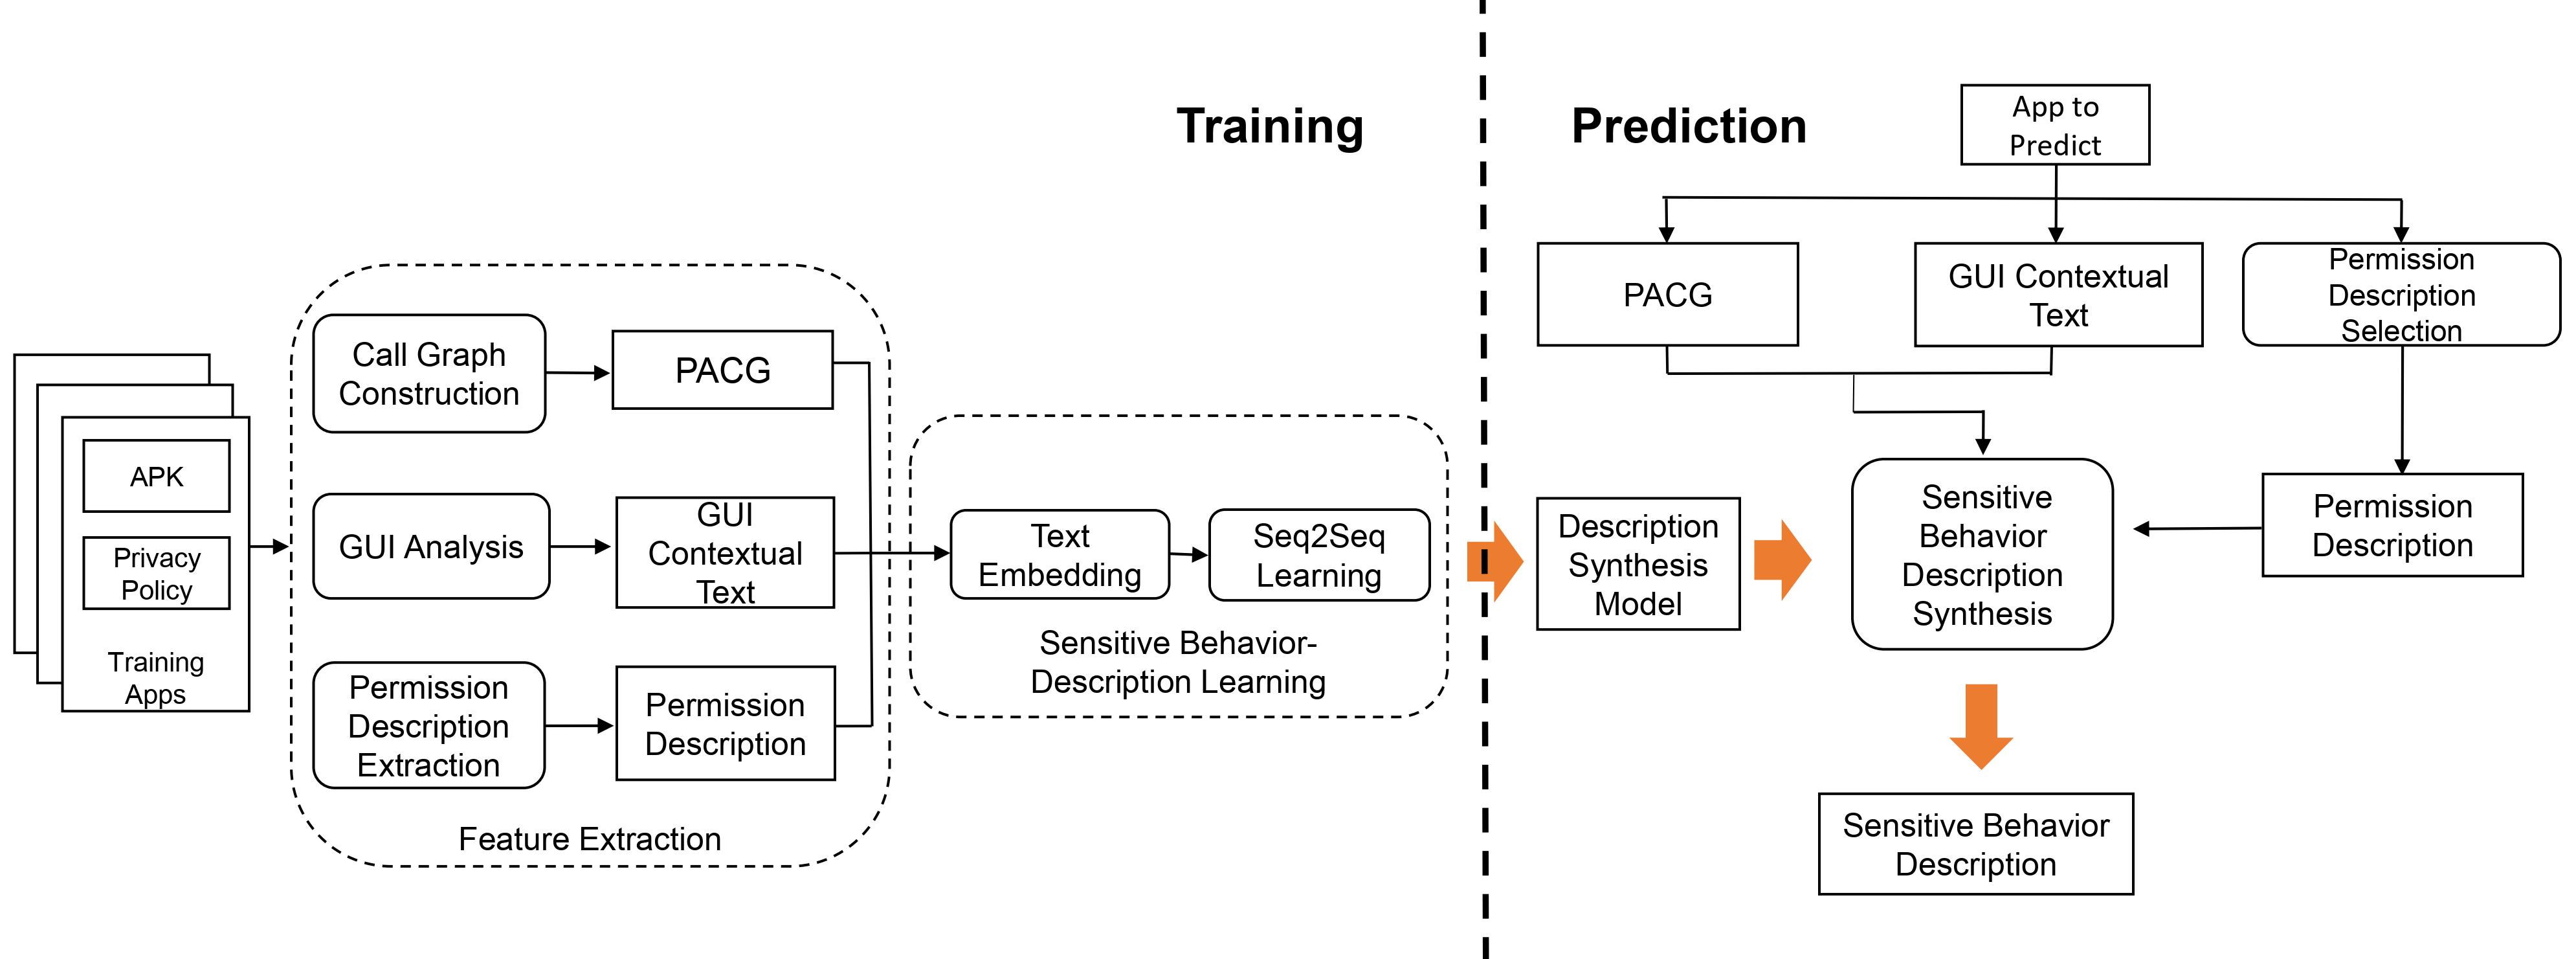 Training
APK
Privacy
Policy
Training
Apps
Call Graph
Construction
PACG
GUI Analysis
GUI
Contextual
Text
Permission
Description
Extraction
Permission
Description
Feature Extraction
Text
Embedding
Seq2Seq
Learning
Sensitive Behavior-
Description Learning
Prediction
App to
Predict
PACG
GUI Contextual
Text
Permission
Description
Selection
Description
Synthesis
Model
Sensitive
Behavior
Description
Synthesis
Permission
Description
Sensitive Behavior
Description